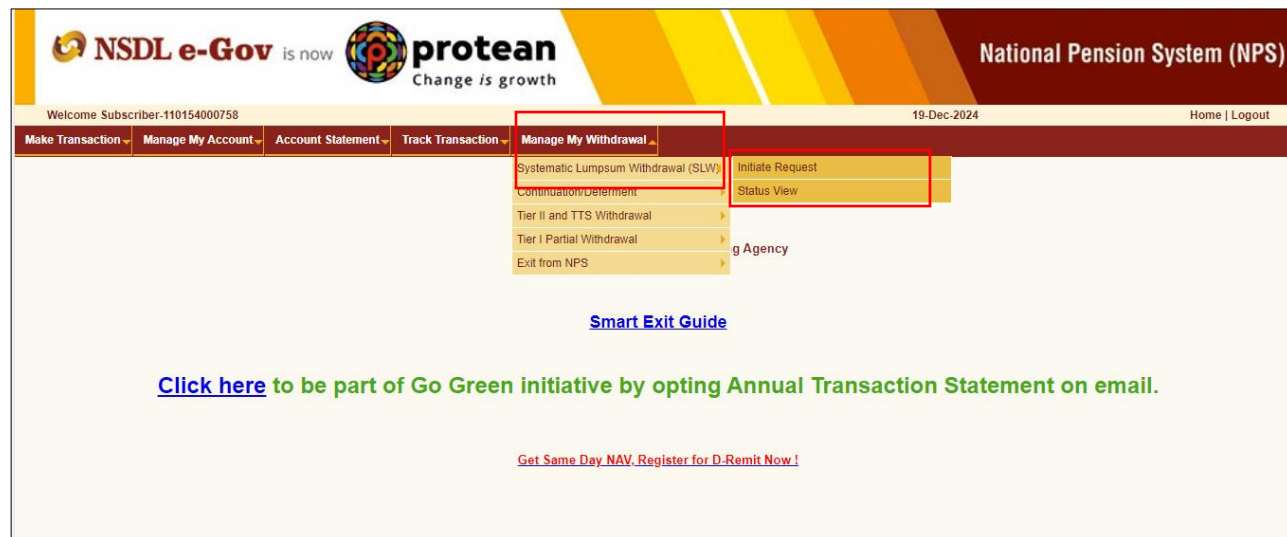 NSDL e-Gov is now protean
Change is growth
National Pension System (NPS)
Welcome Subscriber-110154000758 19-Dec-2024 Home | Logout
Make Transaction Manage My Account Account Statement Track Transaction Manage My Withdrawal
Systematic Lumpsum Withdrawal (SLW) Initiate Request
Continuation/Deferment Status View
Tier II and TTS Withdrawal
Tier I Partial Withdrawal
g Agency
Exit from NPS
Smart Exit Guide
Click here to be part of Go Green initiative by opting Annual Transaction Statement on email.
Get Same Day NAV, Register for D-Remit Now !